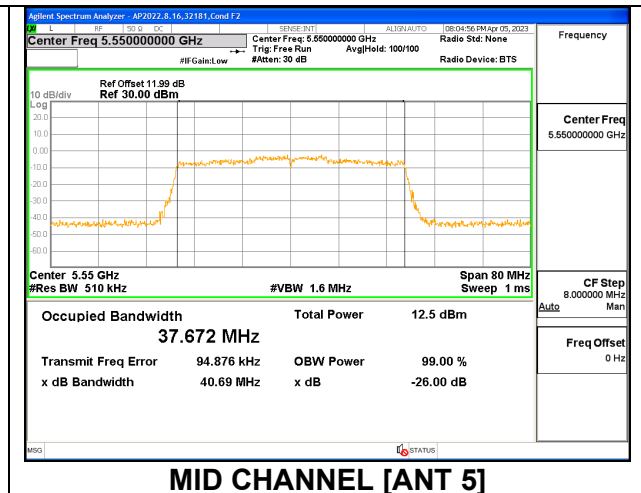 Agilent Spectrum Analyzer - AP2022.8.16,32181,Cond F2
L RF 50 Ω DC SENSE:INT ALIGNAUTO 08:04:56 PM Apr 05, 2023
Center Freq 5.550000000 GHz
Center Freq: 5.550000000 GHz
Radio Std: None
Trig: Free Run Avg|Hold: 100/100
#IFGain:Low #Atten: 30 dB Radio Device: BTS
Frequency
Ref Offset 11.99 dB
10 dB/div Ref 30.00 dBm
Log
20.0
10.0
0.00
-10.0
-20.0
-30.0
-40.0
-50.0
-60.0
Center 5.55 GHz Span 80 MHz
#Res BW 510 kHz #VBW 1.6 MHz Sweep 1 ms
Occupied Bandwidth Total Power 12.5 dBm
37.672 MHz
Transmit Freq Error 94.876 kHz OBW Power 99.00 %
x dB Bandwidth 40.69 MHz x dB -26.00 dB
Center Freq
5.550000000 GHz
CF Step
8.000000 MHz
Auto Man
Freq Offset
0 Hz
MSG STATUS
MID CHANNEL [ANT 5]